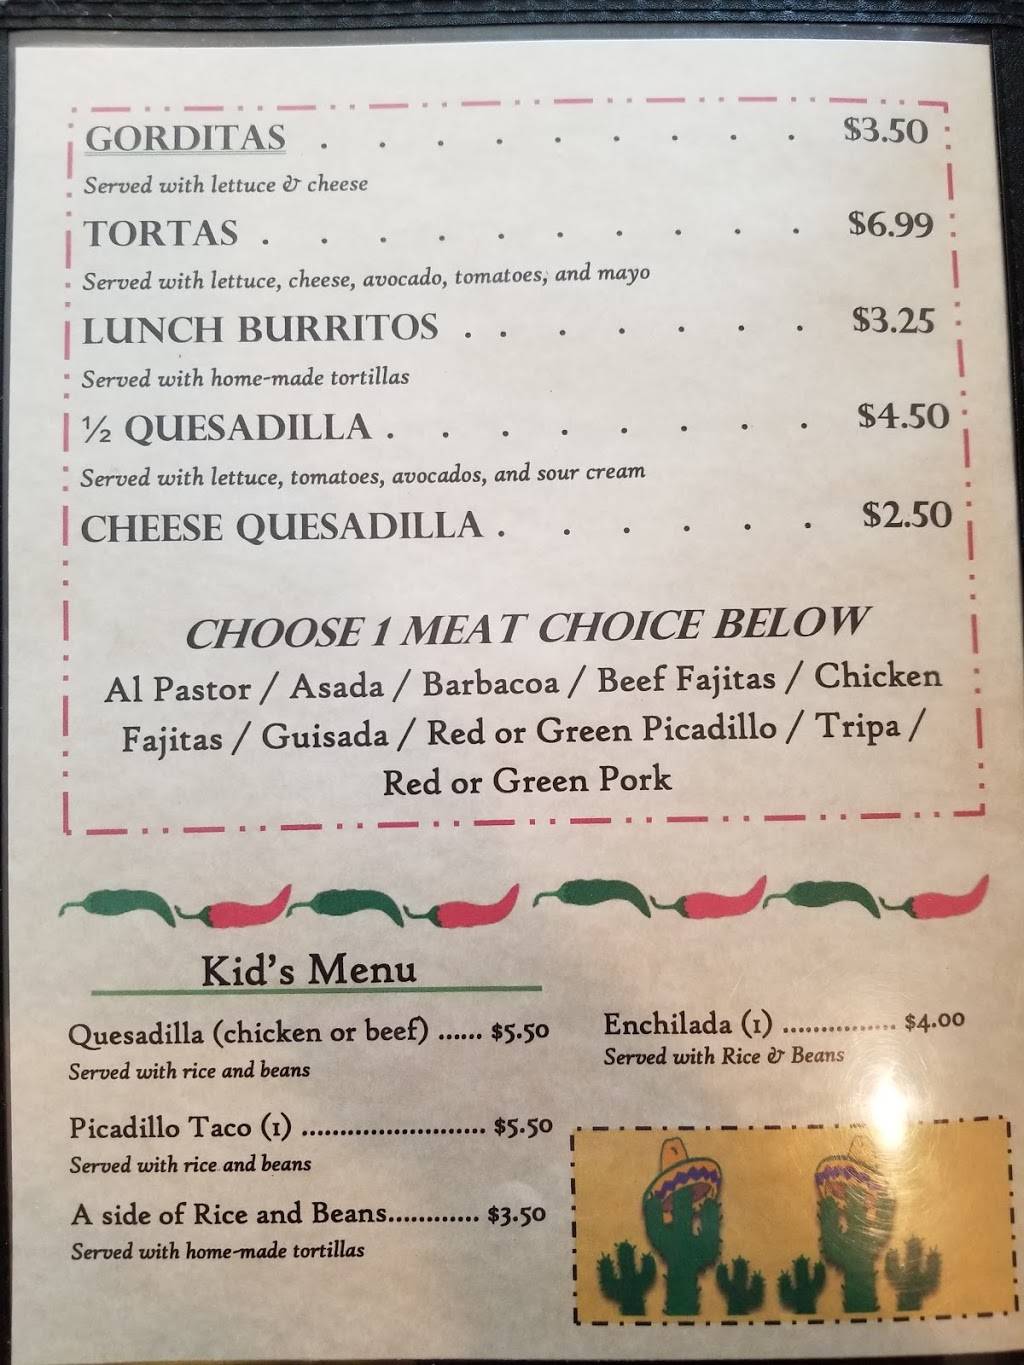 GORDITAS . . . . . . . . . $3.50
Served with lettuce & cheese
TORTAS . . . . . . . . . . $6.99
Served with lettuce, cheese, avocado, tomatoes, and mayo
LUNCH BURRITOS . . . . . . . $3.25
Served with home-made tortillas
½ QUESADILLA . . . . . . . . $4.50
Served with lettuce, tomatoes, avocados, and sour cream
CHEESE QUESADILLA . . . . . . $2.50
CHOOSE 1 MEAT CHOICE BELOW
Al Pastor / Asada / Barbacoa / Beef Fajitas / Chicken
Fajitas / Guisada / Red or Green Picadillo / Tripa /
Red or Green Pork
Kid's Menu
Quesadilla (chicken or beef) ...... $5.50
Served with rice and beans
Picadillo Taco (1) ........................ $5.50
Served with rice and beans
A side of Rice and Beans............ $3.50
Served with home-made tortillas
Enchilada (1) ............... $4.00
Served with Rice & Beans